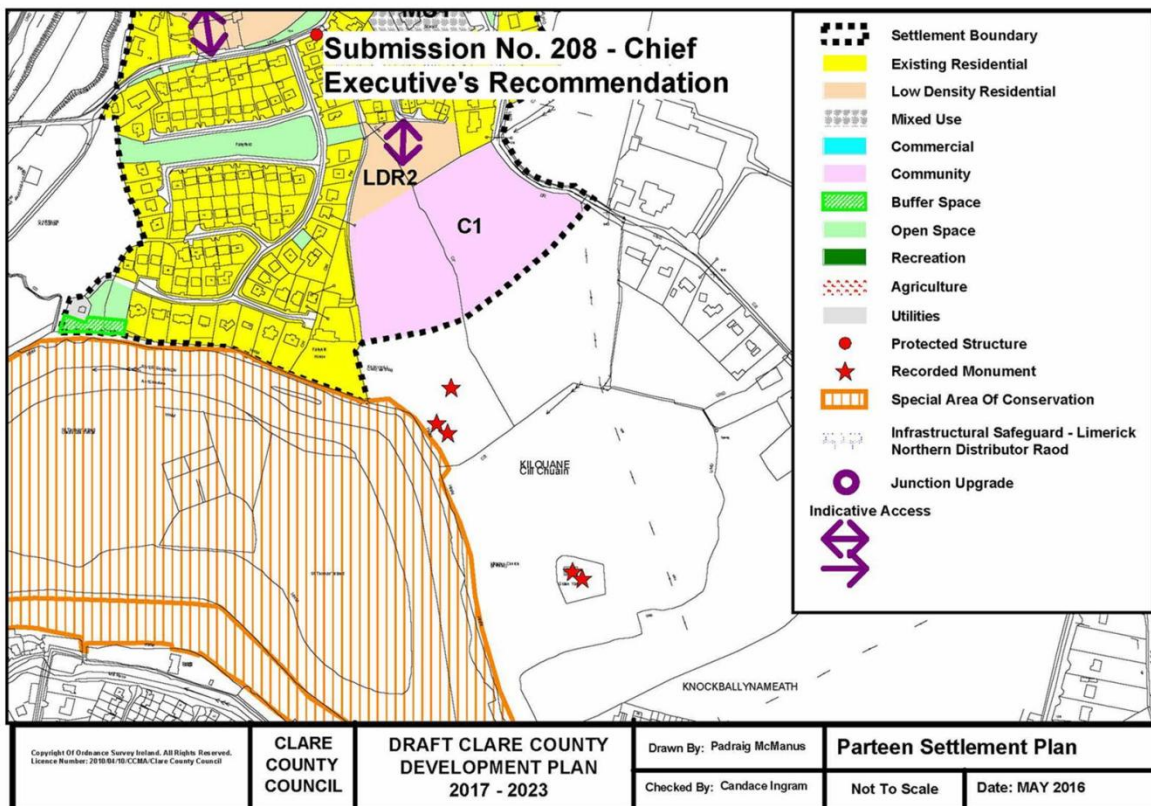 MU1
Submission No. 208 - Chief
Executive's Recommendation
LDR2
C1
KILQUANE
Cill Chuain
KNOCKBALLYNAMEATH
Settlement Boundary
Existing Residential
Low Density Residential
Mixed Use
Commercial
Community
Buffer Space
Open Space
Recreation
Agriculture
Utilities
Protected Structure
Recorded Monument
Special Area Of Conservation
Infrastructural Safeguard - Limerick
Northern Distributor Raod
Junction Upgrade
Indicative Access
Copyright Of Ordnance Survey Ireland. All Rights Reserved.
Licence Number: 2010/04/10/CCMA/Clare County Council
CLARE
COUNTY
COUNCIL
DRAFT CLARE COUNTY
DEVELOPMENT PLAN
2017 - 2023
Drawn By: Padraig McManus
Checked By: Candace Ingram
Parteen Settlement Plan
Not To Scale
Date: MAY 2016